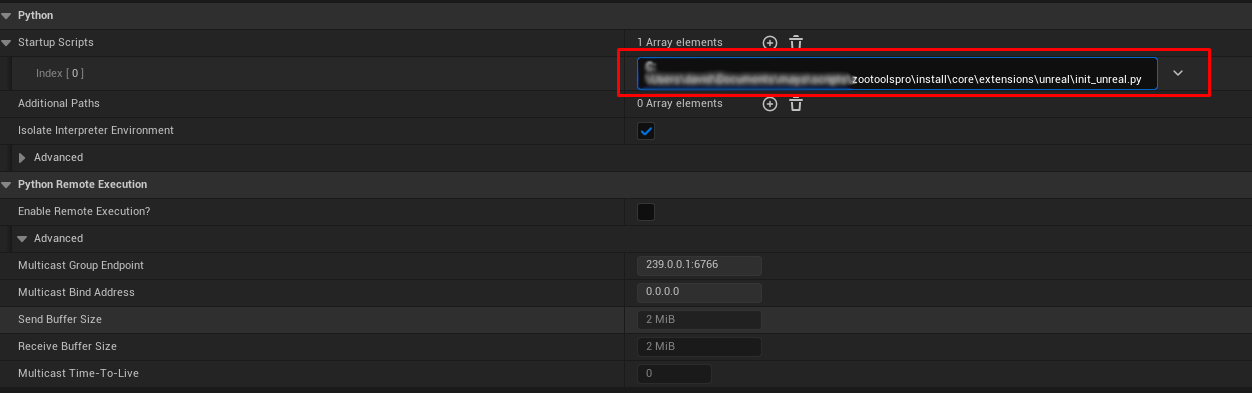 Python
Startup Scripts
1 Array elements
Index [ 0 ]
zootoolspro\install\core\extensions\unreal\init_unreal.py
Additional Paths
0 Array elements
Isolate Interpreter Environment
Advanced
Python Remote Execution
Enable Remote Execution?
Advanced
Multicast Group Endpoint
239.0.0.1:6766
Multicast Bind Address
0.0.0.0
Send Buffer Size
2 MiB
Receive Buffer Size
2 MiB
Multicast Time-To-Live
0